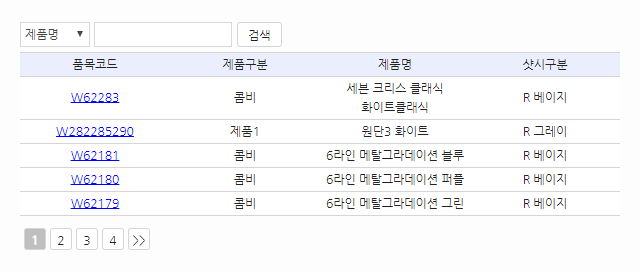 제품명 ▼ 검색
품목코드 제품구분 제품명 샷시구분
W62283 콤비 세븐 크리스 클래식 R 베이지
화이트클래식
W282285290 제품1 원단3 화이트 R 그레이
W62181 콤비 6라인 메탈그라데이션 블루 R 베이지
W62180 콤비 6라인 메탈그라데이션 퍼플 R 베이지
W62179 콤비 6라인 메탈그라데이션 그린 R 베이지
1 2 3 4 >>